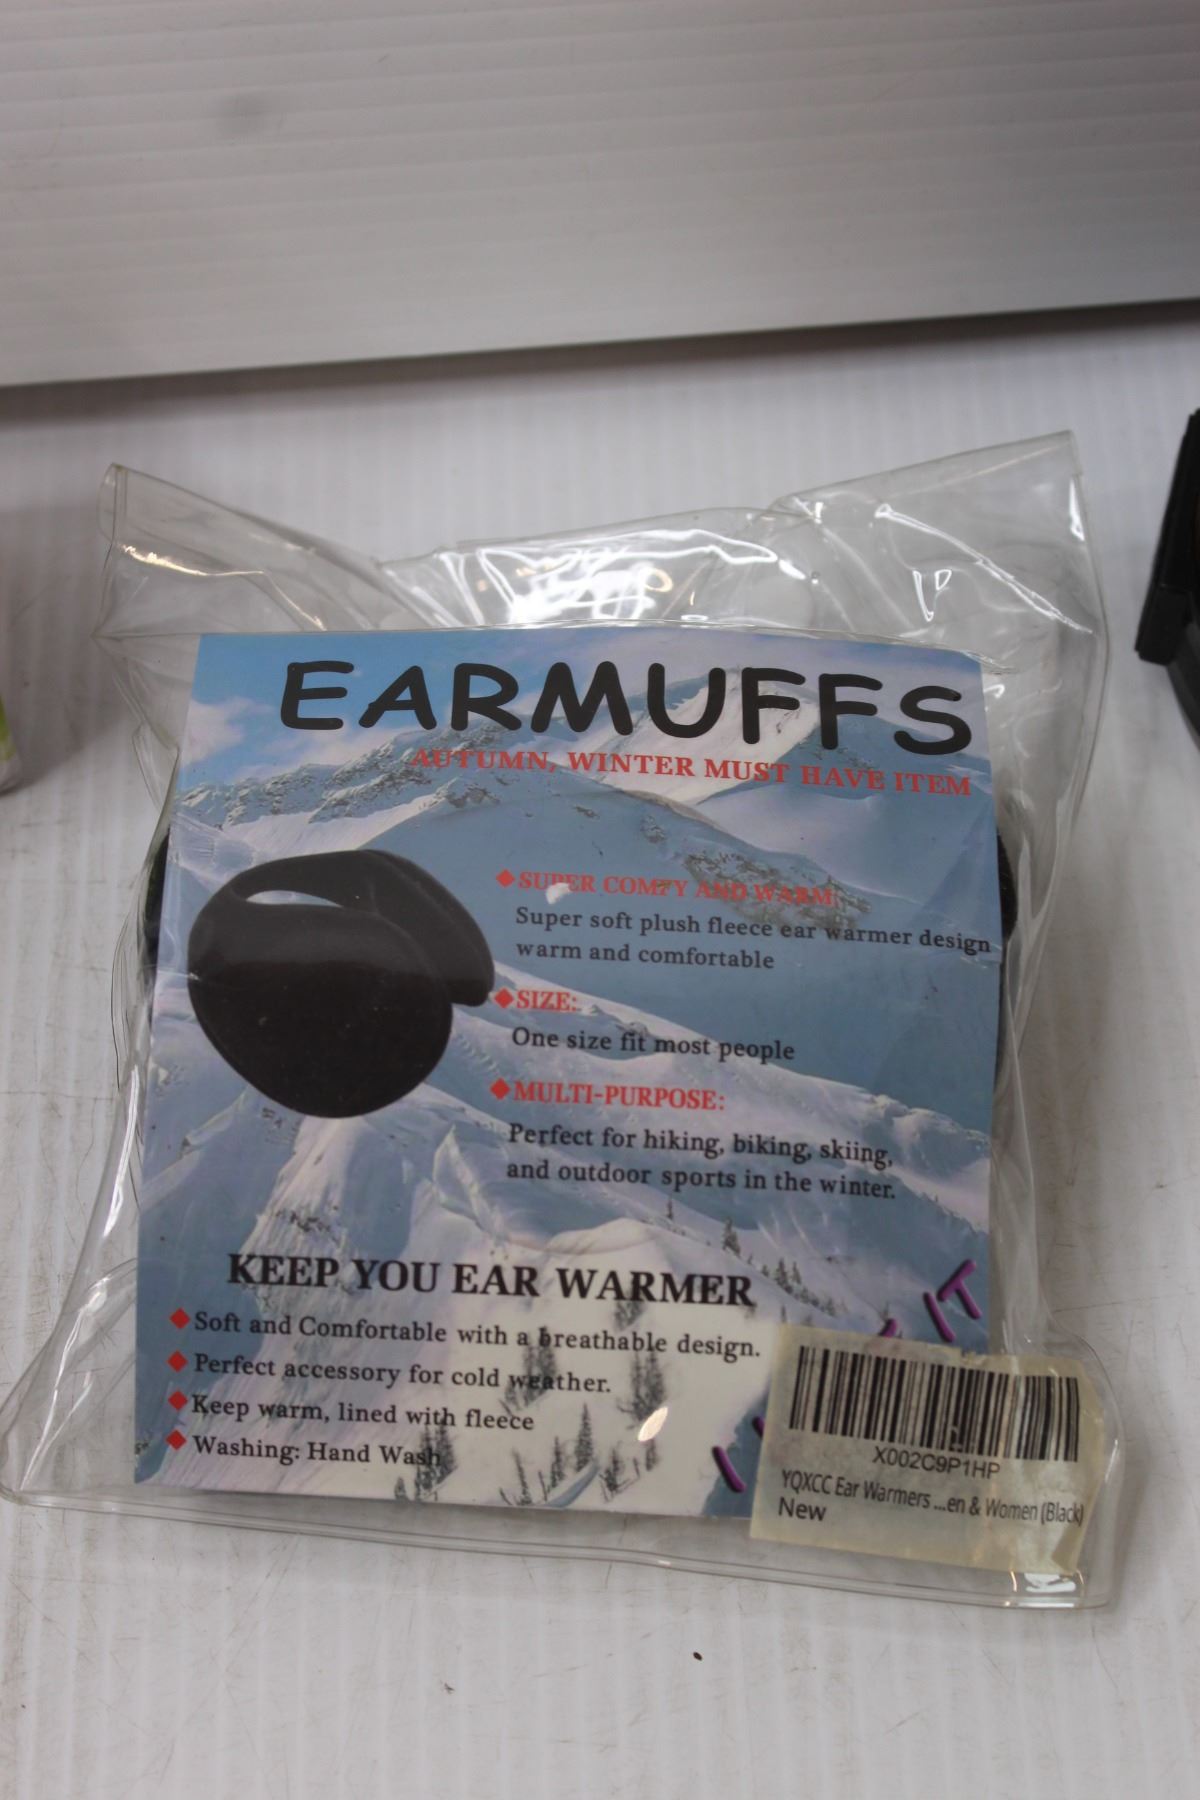 EARMUFFS
AUTUMN, WINTER MUST HAVE ITEM
◆SUPER COMFY AND WARM:
Super soft plush fleece ear warmer design
warm and comfortable
◆SIZE:
One size fit most people
◆MULTI-PURPOSE:
Perfect for hiking, biking, skiing,
and outdoor sports in the winter.
KEEP YOU EAR WARMER
◆Soft and Comfortable with a breathable design.
◆Perfect accessory for cold weather.
◆Keep warm, lined with fleece
◆Washing: Hand Wash
IT
X002C9P1HP
YQXCC Ear Warmers ...en & Women (Black)
New